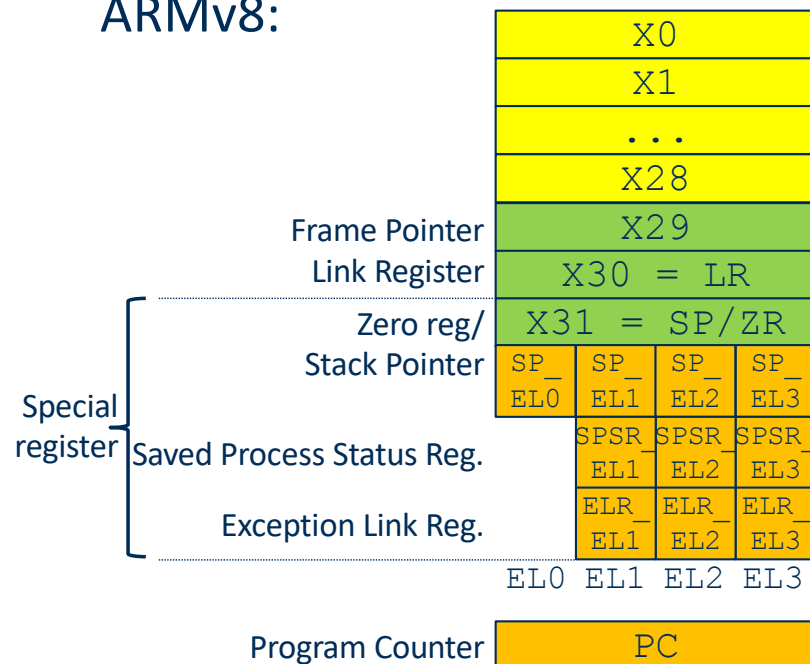 ARMv8:
X0
X1
...
X28
Frame Pointer X29
Link Register X30 = LR
Zero reg/ X31 = SP/ZR
Stack Pointer
SP_ SP_ SP_ SP_
EL0 EL1 EL2 EL3
Special
register
Saved Process Status Reg.
SPSR_ SPSR_ SPSR_
EL1 EL2 EL3
Exception Link Reg.
ELR_ ELR_ ELR_
EL1 EL2 EL3
EL0 EL1 EL2 EL3
Program Counter PC